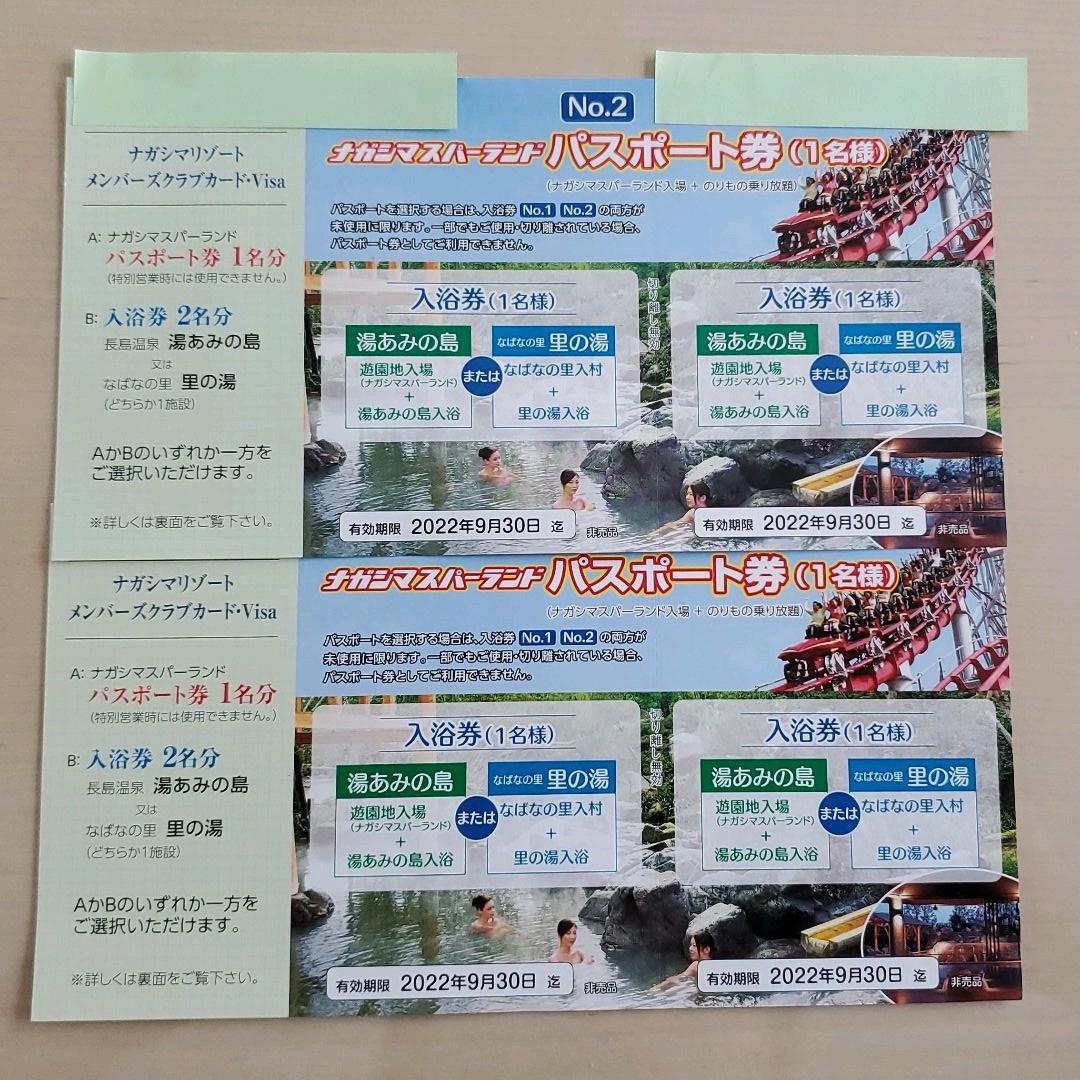 No.2
ナガシマリゾート
メンバーズクラブカード・Visa
A: ナガシマスパーランド
パスポート券 1名分
(特別営業時には使用できません。)
B: 入浴券 2名分
長島温泉 湯あみの島
又は
なばなの里 里の湯
(どちらか1施設)
AかBのいずれか一方を
ご選択いただけます。
※詳しくは裏面をご覧下さい。
ナガシマスパーランド パスポート券(1名様)
(ナガシマスパーランド入場 + のりもの乗り放題)
パスポートを選択する場合は、入浴券 No.1 No.2 の両方が
未使用に限ります。一部でもご使用・切り離されている場合、
パスポート券としてご利用できません。
入浴券(1名様)
湯あみの島
遊園地入場
(ナガシマスパーランド)
+
湯あみの島入浴
または
なばなの里 里の湯
なばなの里入村
+
里の湯入浴
有効期限 2022年9月30日 迄
非売品
切り離し無効
入浴券(1名様)
湯あみの島
遊園地入場
(ナガシマスパーランド)
+
湯あみの島入浴
または
なばなの里 里の湯
なばなの里入村
+
里の湯入浴
有効期限 2022年9月30日 迄
非売品
ナガシマリゾート
メンバーズクラブカード・Visa
A: ナガシマスパーランド
パスポート券 1名分
(特別営業時には使用できません。)
B: 入浴券 2名分
長島温泉 湯あみの島
又は
なばなの里 里の湯
(どちらか1施設)
AかBのいずれか一方を
ご選択いただけます。
※詳しくは裏面をご覧下さい。
ナガシマスパーランド パスポート券(1名様)
(ナガシマスパーランド入場 + のりもの乗り放題)
パスポートを選択する場合は、入浴券 No.1 No.2 の両方が
未使用に限ります。一部でもご使用・切り離されている場合、
パスポート券としてご利用できません。
入浴券(1名様)
湯あみの島
遊園地入場
(ナガシマスパーランド)
+
湯あみの島入浴
または
なばなの里 里の湯
なばなの里入村
+
里の湯入浴
有効期限 2022年9月30日 迄
非売品
切り離し無効
入浴券(1名様)
湯あみの島
遊園地入場
(ナガシマスパーランド)
+
湯あみの島入浴
または
なばなの里 里の湯
なばなの里入村
+
里の湯入浴
有効期限 2022年9月30日 迄
非売品